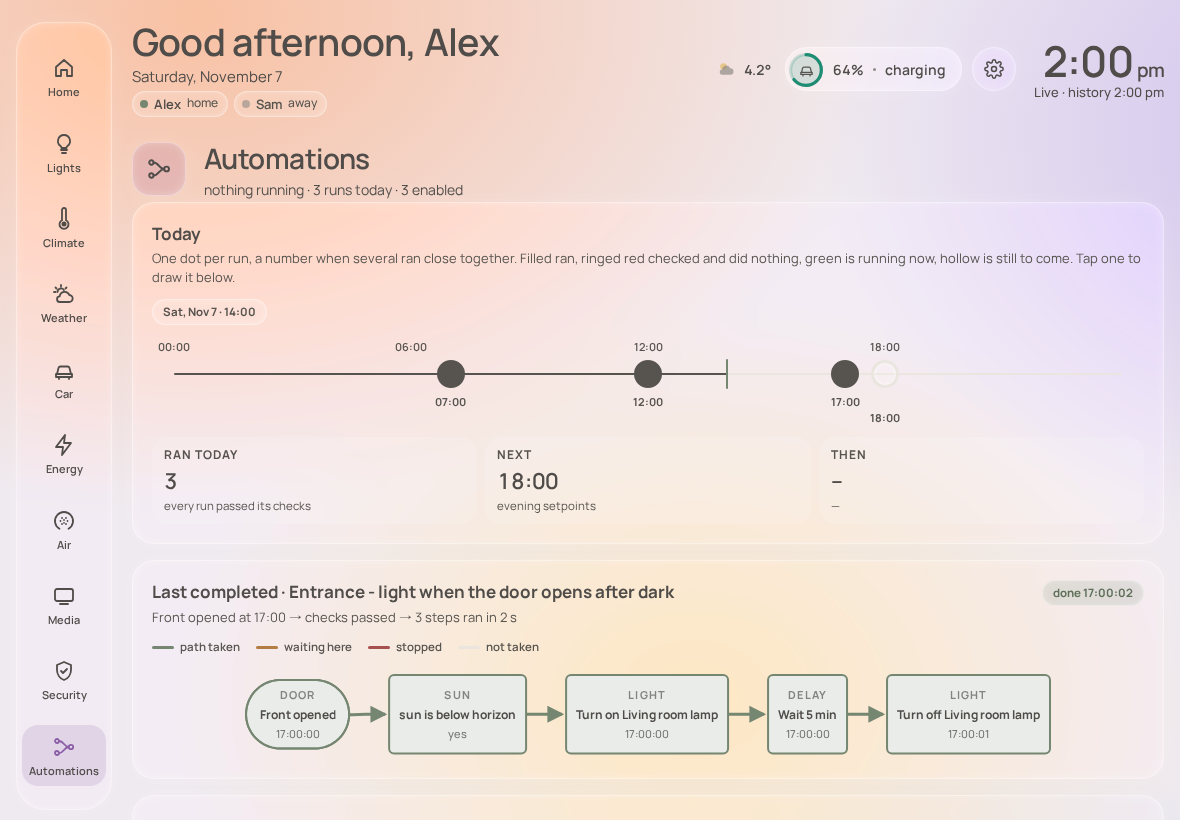 Good afternoon, Alex
Saturday, November 7
Alex home
Sam away
4.2°
64% • charging
2:00 pm
Live · history 2:00 pm
Home
Lights
Climate
Weather
Car
Energy
Air
Media
Security
Automations
Automations
nothing running · 3 runs today · 3 enabled
Today
One dot per run, a number when several ran close together. Filled ran, ringed red checked and did nothing, green is running now, hollow is still to come. Tap one to
draw it below.
Sat, Nov 7 · 14:00
00:00 06:00 12:00 18:00
07:00 12:00 17:00
18:00
RAN TODAY
3
every run passed its checks
NEXT
18:00
evening setpoints
THEN
–
—
Last completed · Entrance - light when the door opens after dark
done 17:00:02
Front opened at 17:00 → checks passed → 3 steps ran in 2 s
path taken
waiting here
stopped
not taken
DOOR
Front opened
17:00:00
SUN
sun is below horizon
yes
LIGHT
Turn on Living room lamp
17:00:00
DELAY
Wait 5 min
17:00:00
LIGHT
Turn off Living room lamp
17:00:01